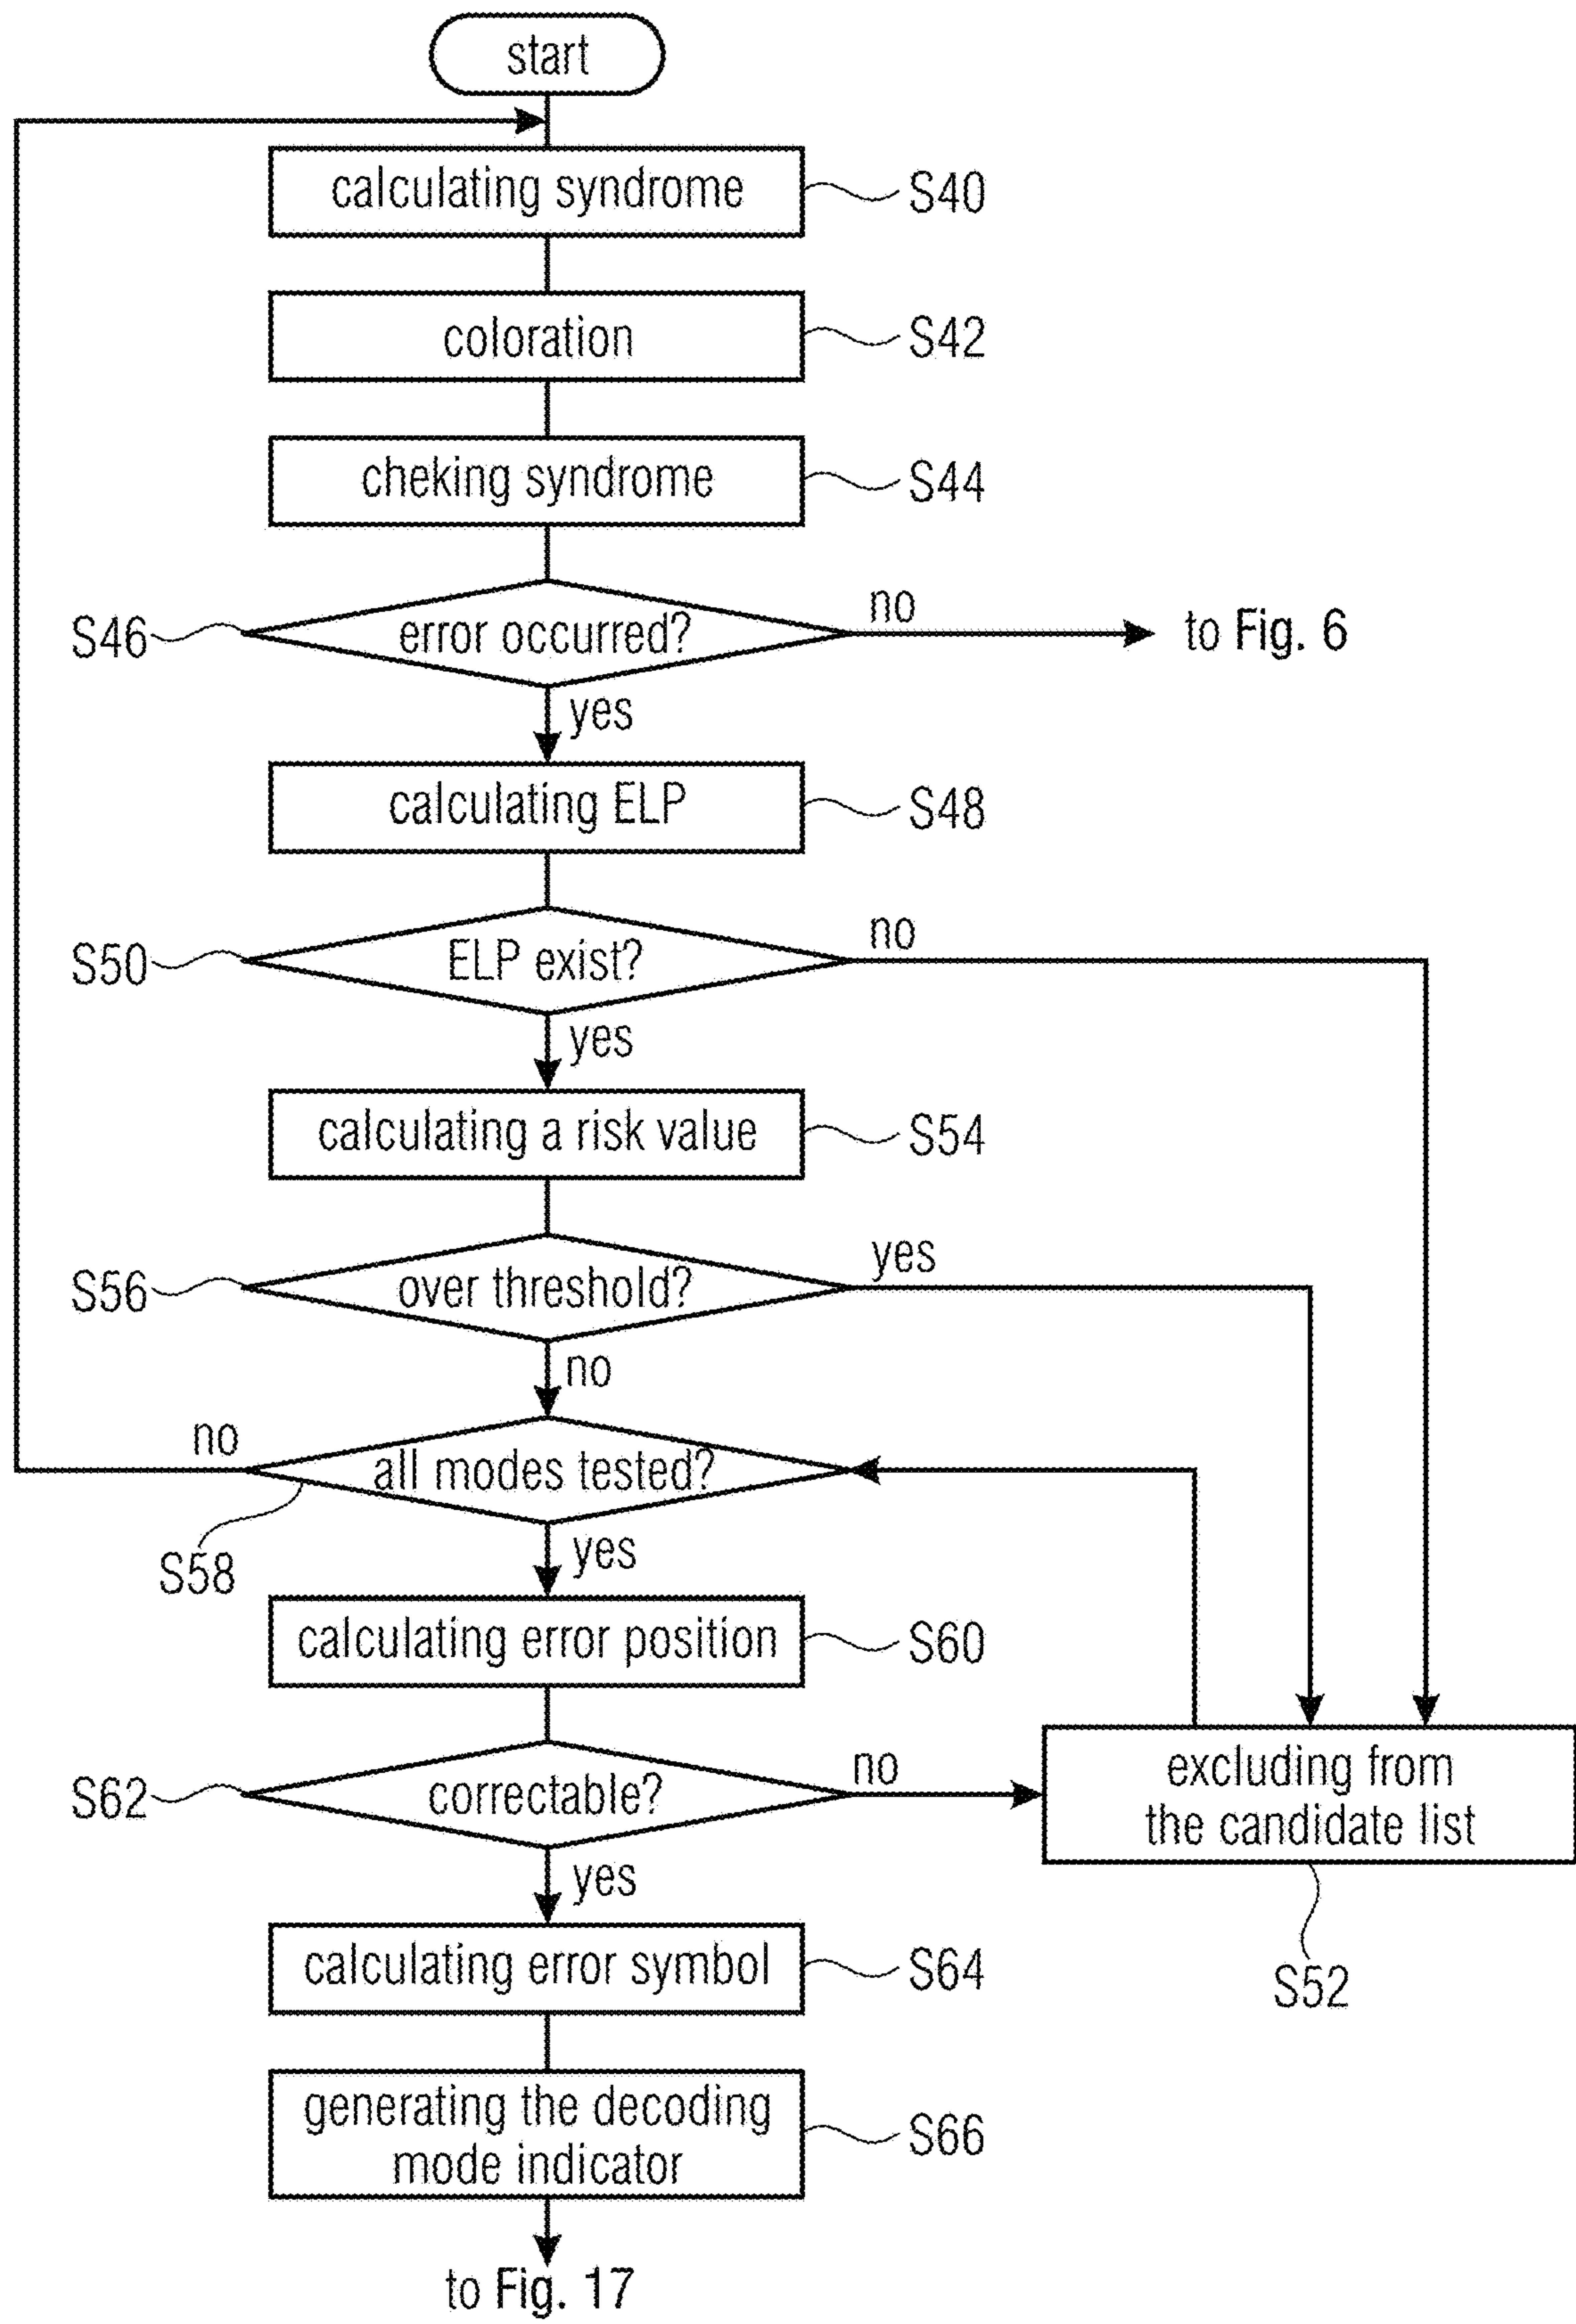 start
calculating syndrome
S40
coloration
S42
cheking syndrome
S44
S46
error occurred?
no
to Fig. 6
yes
calculating ELP
S48
S50
ELP exist?
no
yes
calculating a risk value
S54
S56
over threshold?
yes
no
no
all modes tested?
S58
yes
calculating error position
S60
S62
correctable?
no
excluding from
the candidate list
S52
yes
calculating error symbol
S64
generating the decoding
mode indicator
S66
to Fig. 17